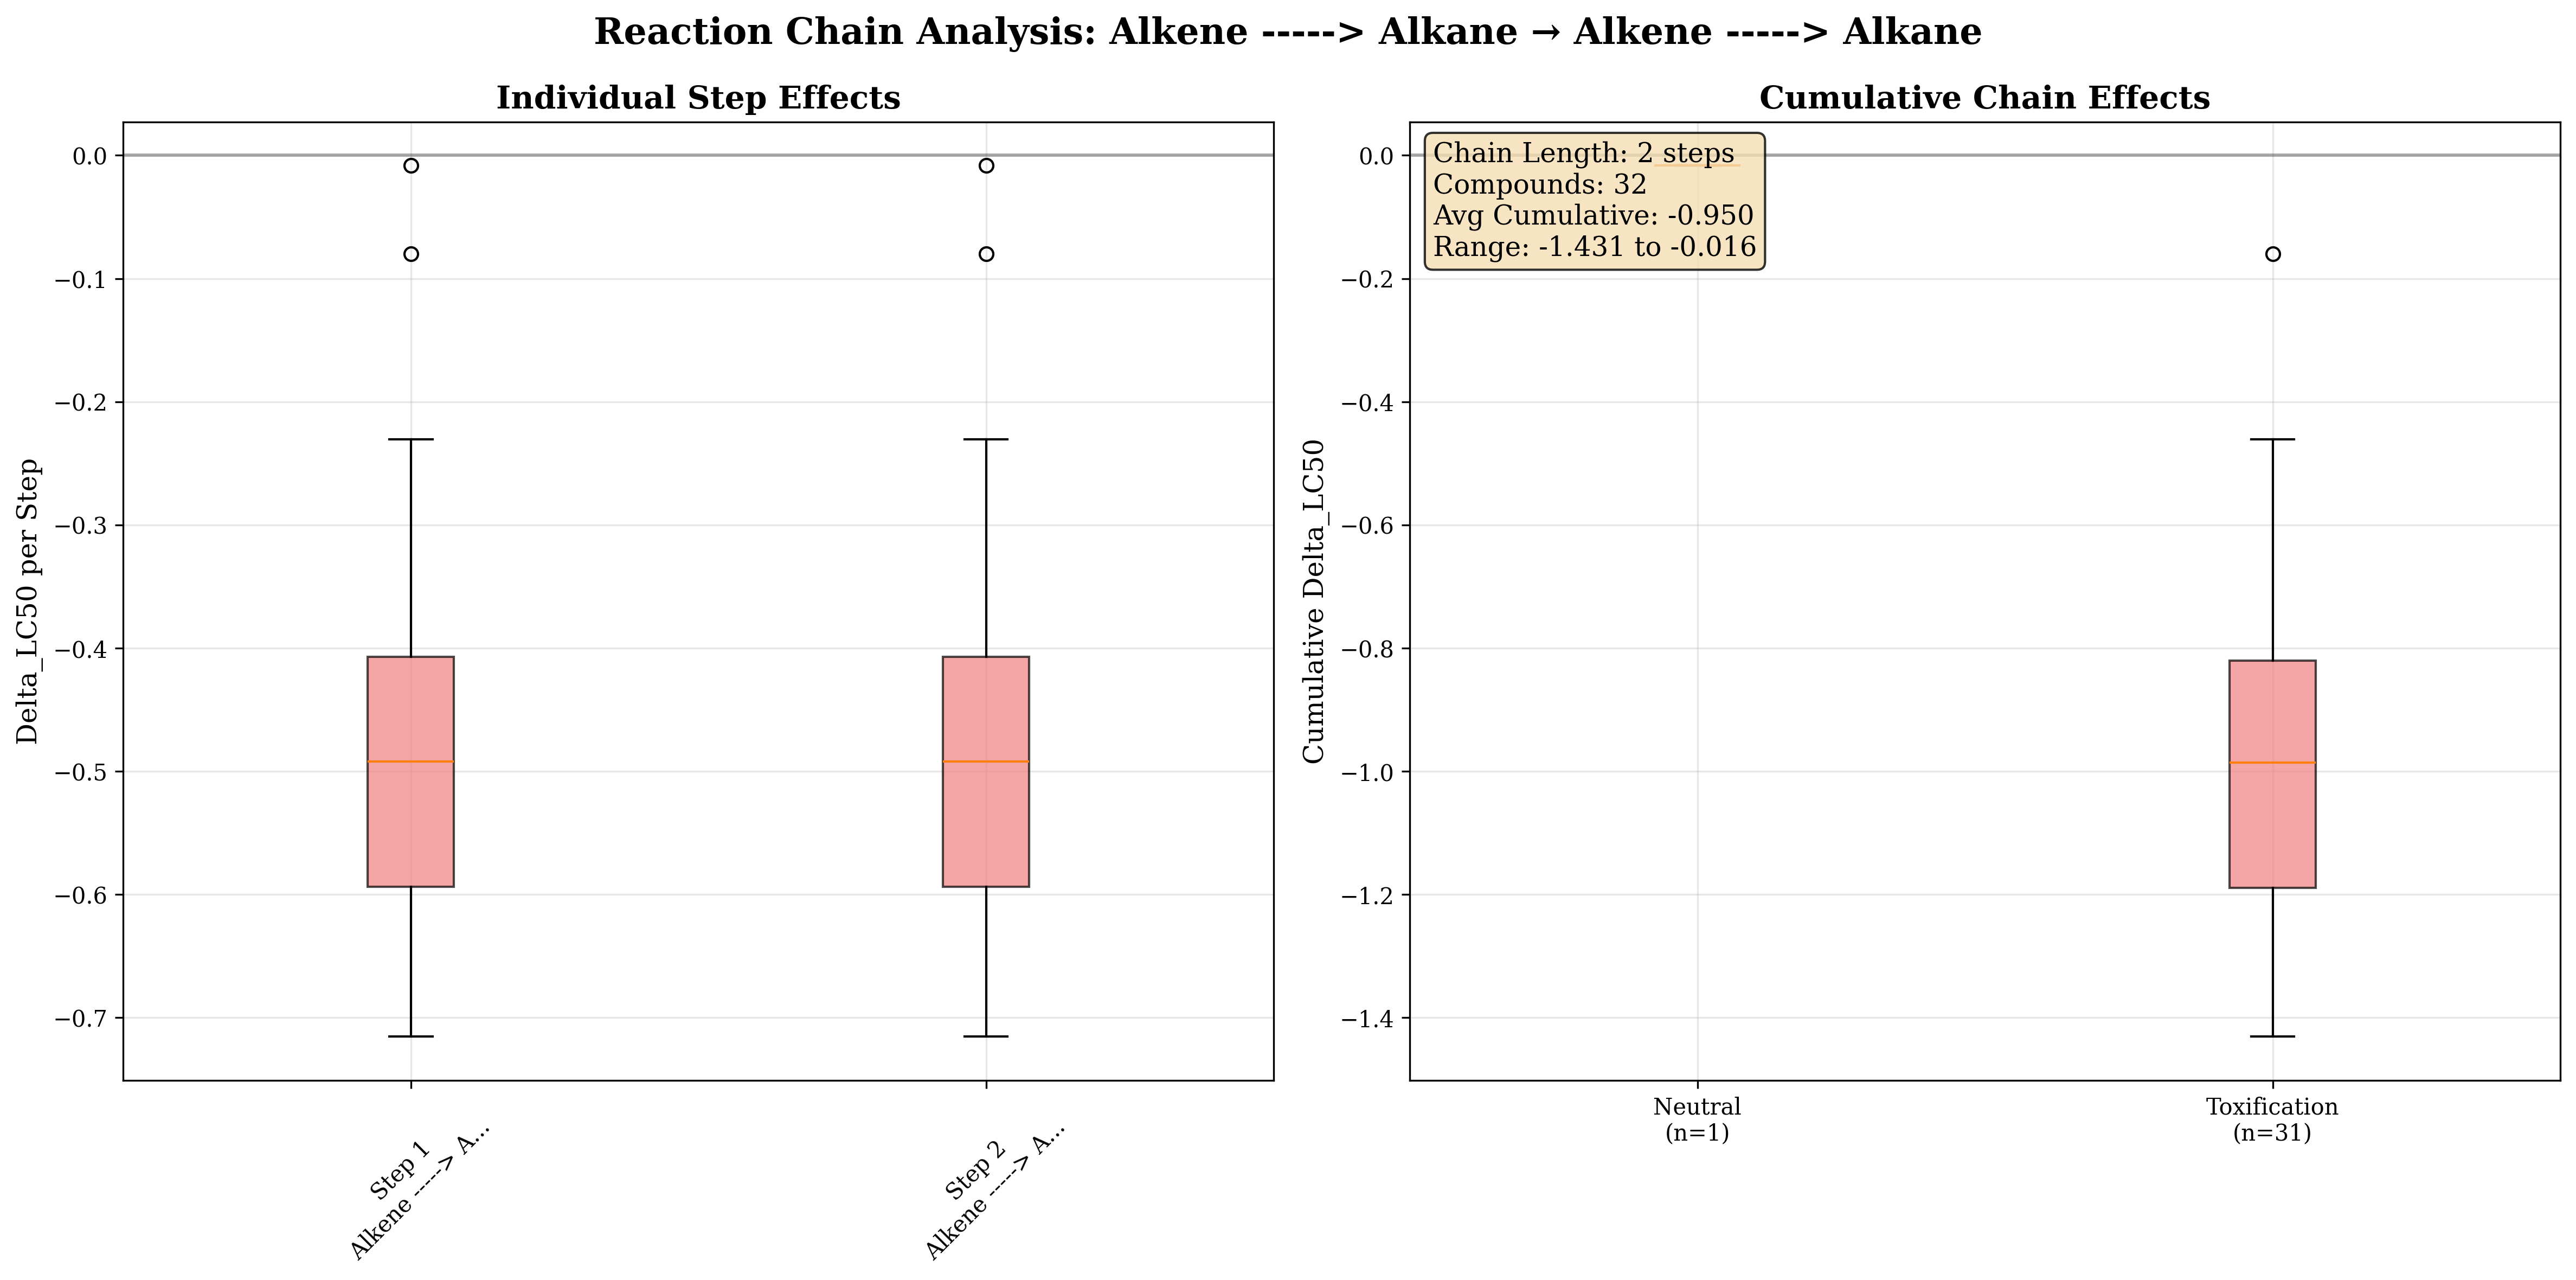 Reaction Chain Analysis: Alkene -----> Alkane → Alkene -----> Alkane
Individual Step Effects
Delta_LC50 per Step
0.0
−0.1
−0.2
−0.3
−0.4
−0.5
−0.6
−0.7
Step 1
Alkene -----> A...
Step 2
Alkene -----> A...
Cumulative Chain Effects
Cumulative Delta_LC50
0.0
−0.2
−0.4
−0.6
−0.8
−1.0
−1.2
−1.4
Chain Length: 2 steps
Compounds: 32
Avg Cumulative: -0.950
Range: -1.431 to -0.016
Neutral
(n=1)
Toxification
(n=31)